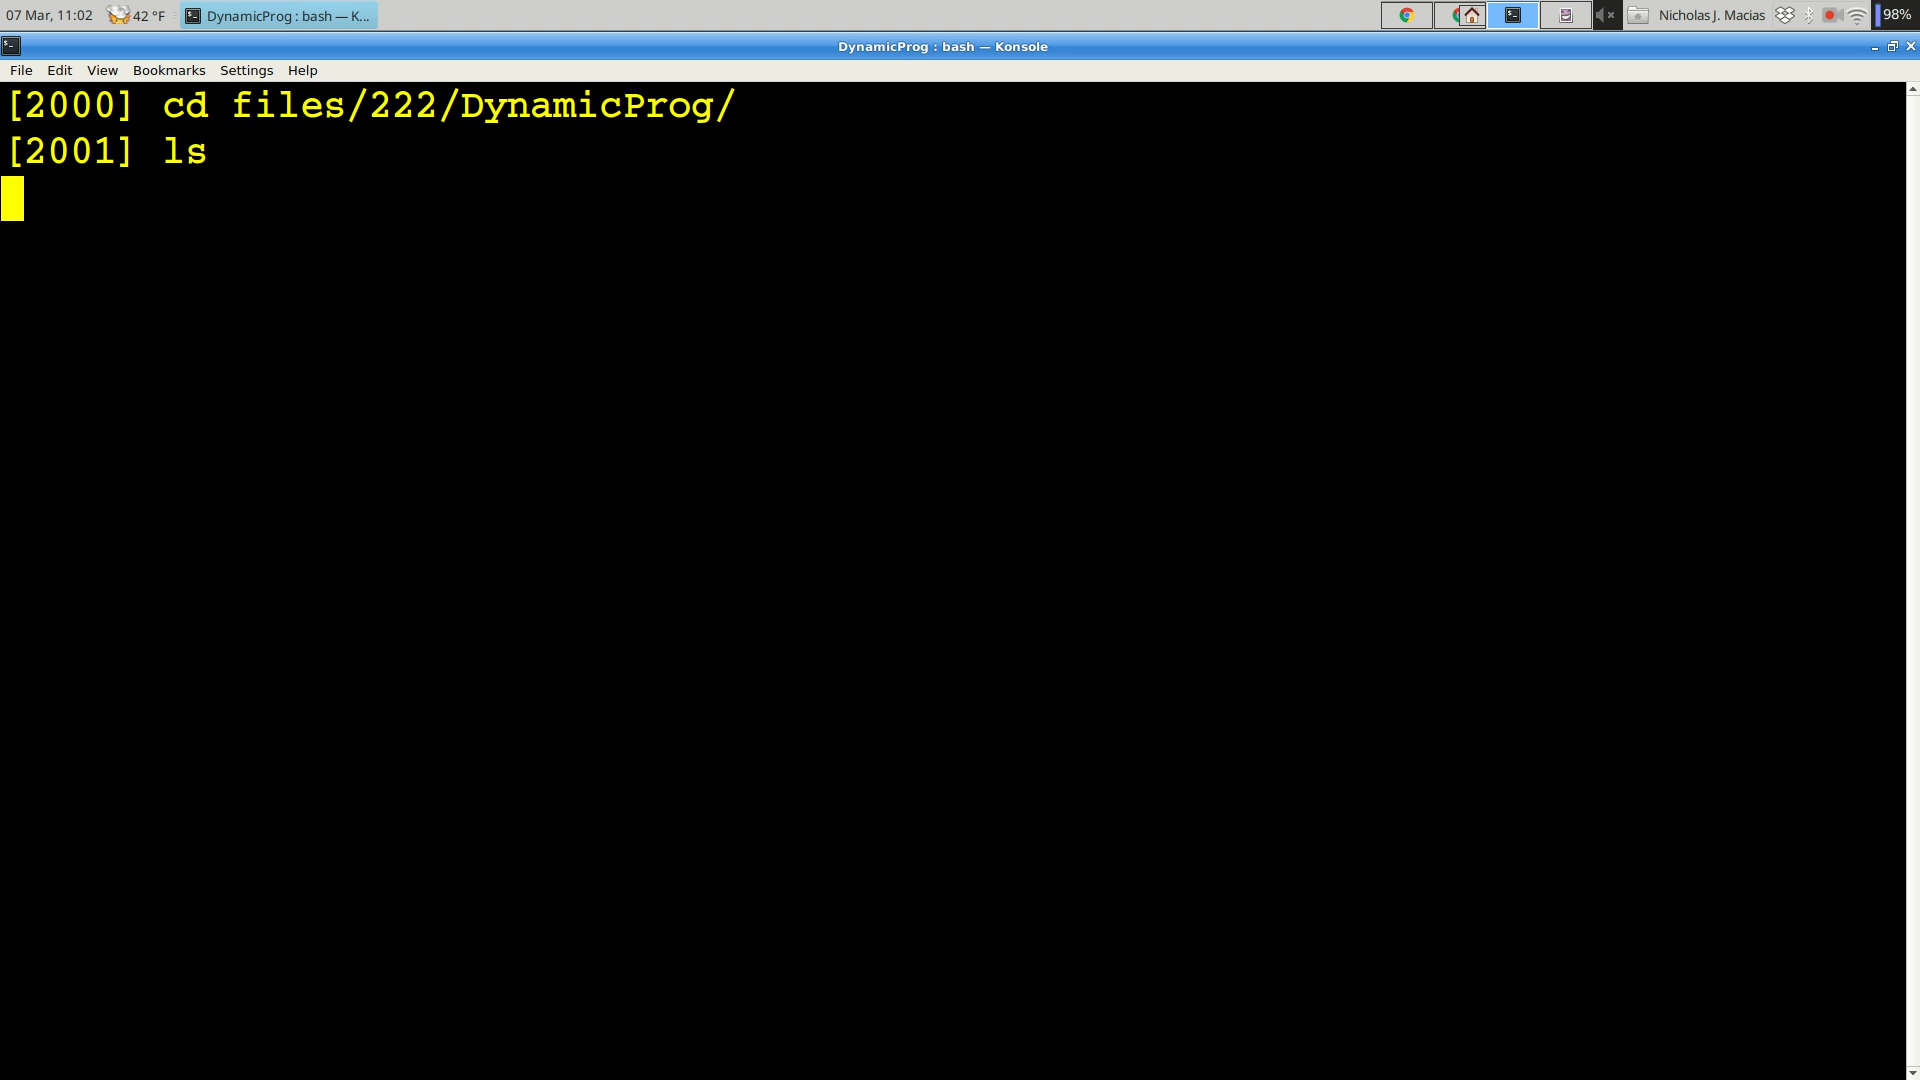 07 Mar, 11:02 42 °F DynamicProg : bash — K... Nicholas J. Macias 98%
DynamicProg : bash — Konsole
File Edit View Bookmarks Settings Help
[2000] cd files/222/DynamicProg/
[2001] ls